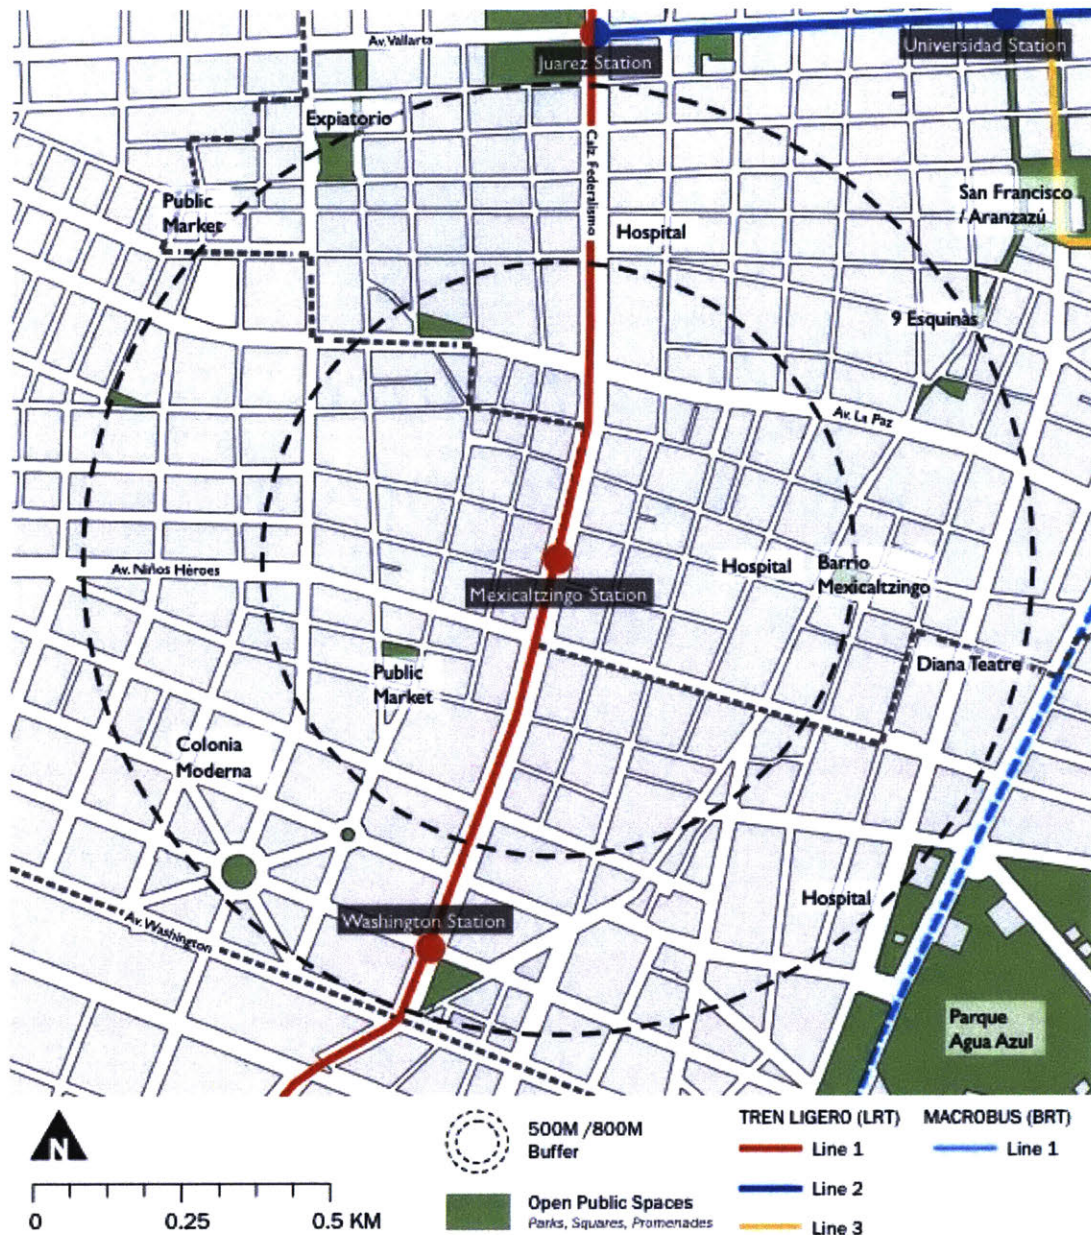 Av. Vallarta
Juarez Station
Universidad Station
Expiatorio
Calz. Federalismo
Public
Market
San Francisco
/ Aranzazú
Hospital
9 Esquinas
Av. La Paz
Av. Niños Héroes
Mexicaltzingo Station
Hospital
Barrio
Mexicaltzingo
Public
Market
Diana Teatre
Colonia
Moderna
Hospital
Washington Station
Av. Washington
Parque
Agua Azul
N
0 0.25 0.5 KM
500M /800M
Buffer
Open Public Spaces
Parks, Squares, Promenades
TREN LIGERO (LRT)
Line 1
Line 2
Line 3
MACROBUS (BRT)
Line 1